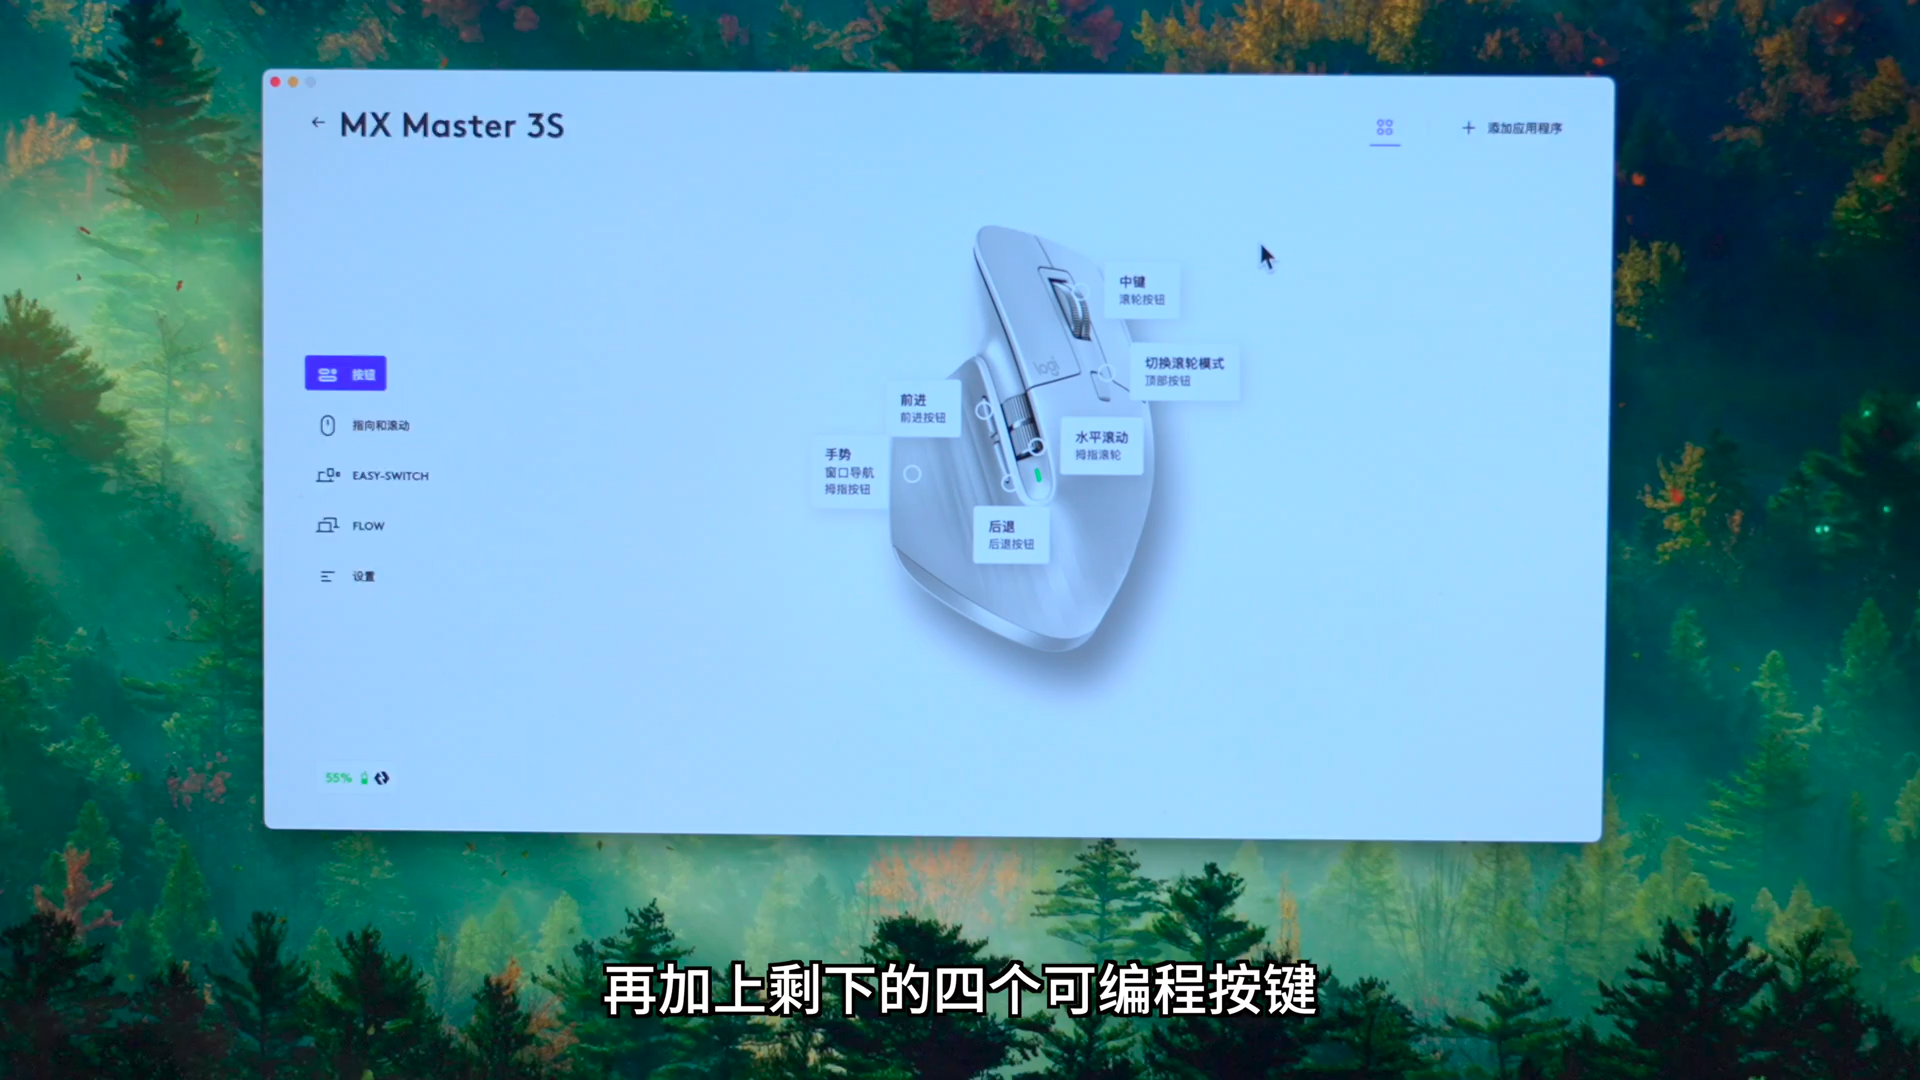 MX Master 3S
添加应用程序
中键
滚轮按钮
切换滚轮模式
顶部按钮
logi
前进
前进按钮
水平滚动
拇指滚轮
手势
窗口导航
拇指按钮
后退
后退按钮
按钮
指向和滚动
EASY-SWITCH
FLOW
设置
55%
再加上剩下的四个可编程按键